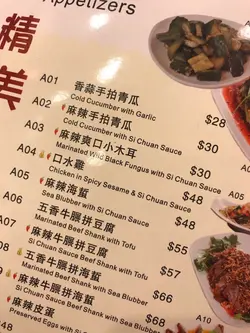 Appetizers
精
美
A01 香蒜手拍青瓜 $28
Cold Cucumber with Garlic
A02 麻辣手拍青瓜 $30
Cold Cucumber with Si Chuan Sauce
A03 麻辣爽口小木耳 $30
Marinated Wild Black Fungus with Si Chuan Sauce
A04 口水雞 $48
Chicken in Spicy Sesame & Si Chuan Sauce
A05 麻辣海蜇 $48
Si Chuan Sauce Sea Blubber
A06 五香牛腱拼豆腐 $55
Marinated Beef Shank with Tofu
A07 麻辣牛腱拼豆腐 $57
Si Chuan Sauce Beef Shank with Tofu
A08 五香牛腱拼海蜇 $66
Marinated Beef Shank with Sea Blubber
A09 麻辣牛腱拼海蜇 $68
Si Chuan Sauce Beef Shank with Sea Blubber
麻辣皮蛋
Preserved Eggs with Si Chuan
A10